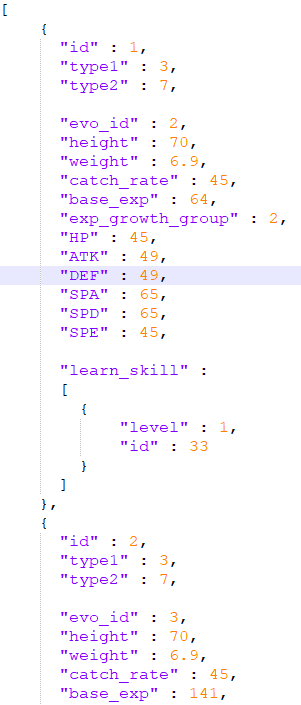 [
{
"id" : 1,
"type1" : 3,
"type2" : 7,
"evo_id" : 2,
"height" : 70,
"weight" : 6.9,
"catch_rate" : 45,
"base_exp" : 64,
"exp_growth_group" : 2,
"HP" : 45,
"ATK" : 49,
"DEF" : 49,
"SPA" : 65,
"SPD" : 65,
"SPE" : 45,
"learn_skill" :
[
{
"level" : 1,
"id" : 33
}
]
},
{
"id" : 2,
"type1" : 3,
"type2" : 7,
"evo_id" : 3,
"height" : 70,
"weight" : 6.9,
"catch_rate" : 45,
"base_exp" : 141,